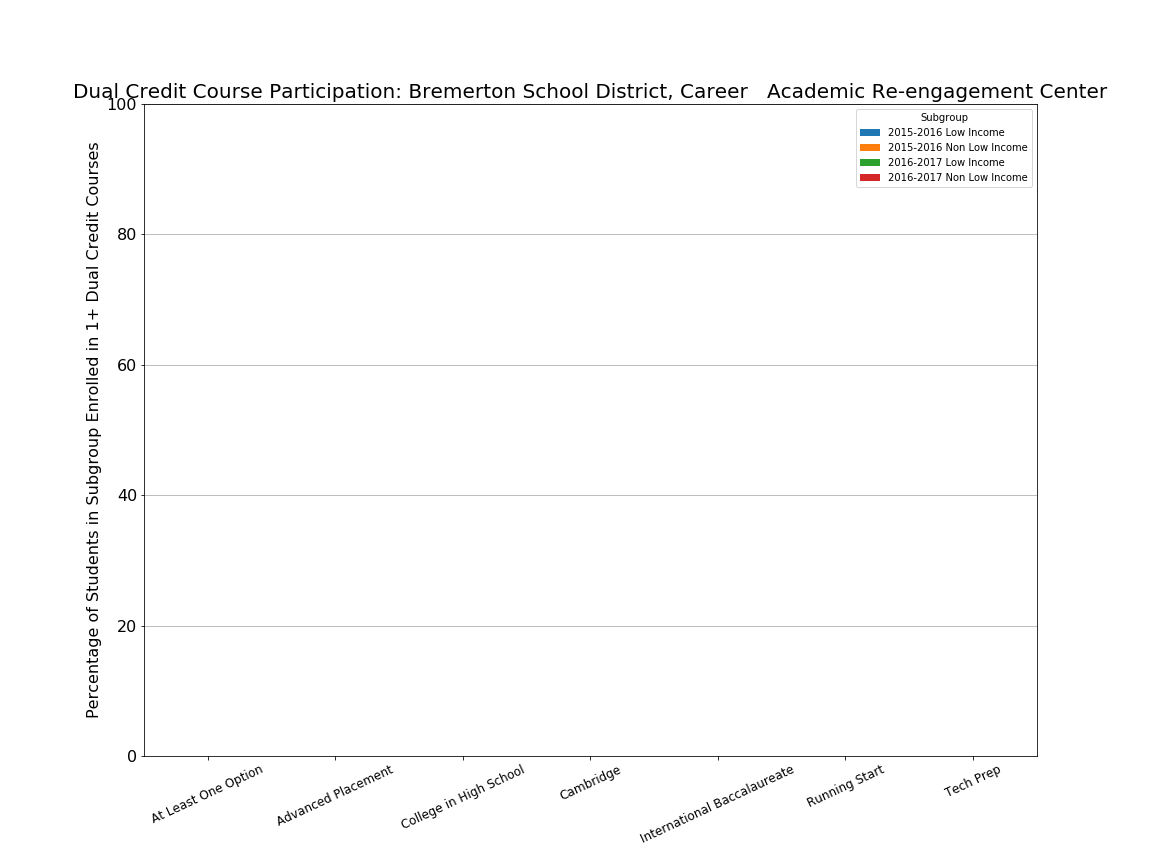 Dual Credit Course Participation: Bremerton School District, Career   Academic Re-engagement Center
Percentage of Students in Subgroup Enrolled in 1+ Dual Credit Courses
100
80
60
40
20
0
Subgroup
2015-2016 Low Income
2015-2016 Non Low Income
2016-2017 Low Income
2016-2017 Non Low Income
At Least One Option
Advanced Placement
College in High School
Cambridge
International Baccalaureate
Running Start
Tech Prep